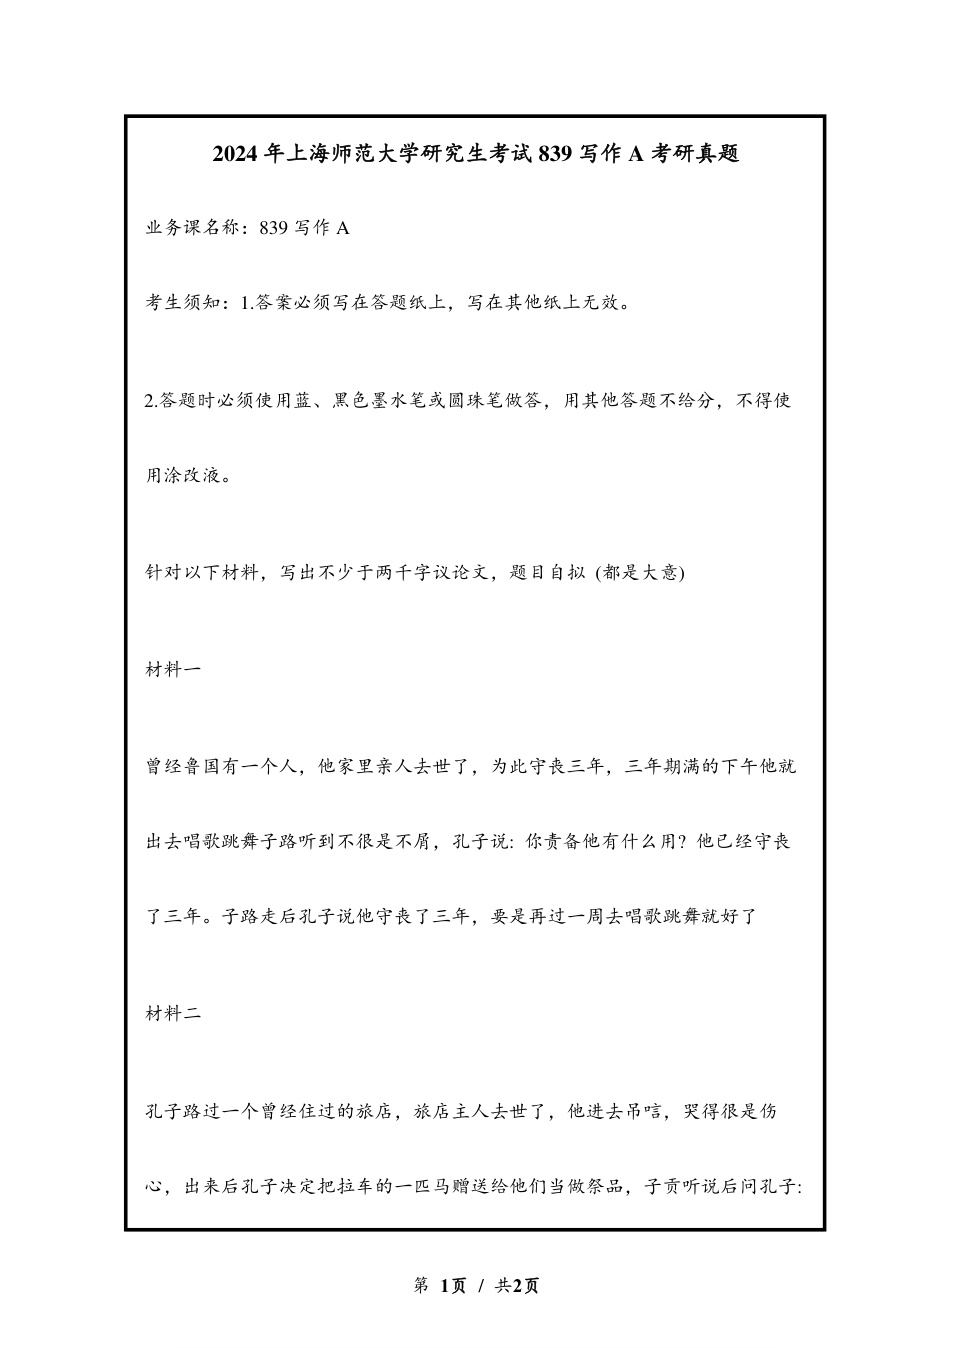 2024 年上海师范大学研究生考试 839 写作 A 考研真题
业务课名称：839 写作 A
考生须知：1.答案必须写在答题纸上，写在其他纸上无效。
2.答题时必须使用蓝、黑色墨水笔或圆珠笔做答，用其他答题不给分，不得使
用涂改液。
针对以下材料，写出不少于两千字议论文，题目自拟 (都是大意)
材料一
曾经鲁国有一个人，他家里亲人去世了，为此守丧三年，三年期满的下午他就
出去唱歌跳舞子路听到不很是不屑，孔子说: 你责备他有什么用? 他已经守丧
了三年。子路走后孔子说他守丧了三年，要是再过一周去唱歌跳舞就好了
材料二
孔子路过一个曾经住过的旅店，旅店主人去世了，他进去吊唁，哭得很是伤
心，出来后孔子决定把拉车的一匹马赠送给他们当做祭品，子贡听说后问孔子:
第 1页 / 共2页